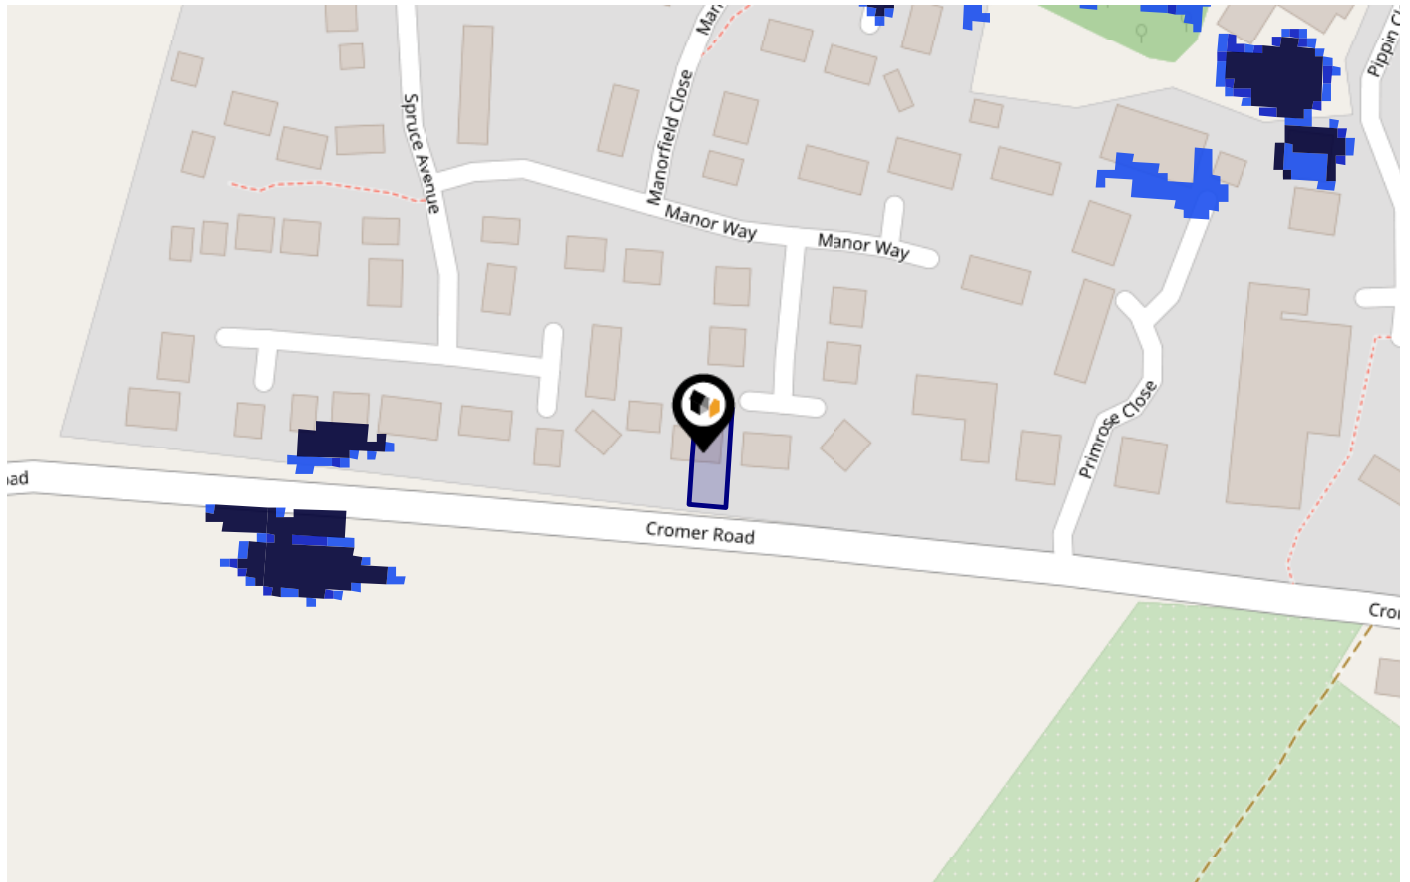 Spruce Avenue
Manorfield Close
Manor Way
Manor Way
Primrose Close
Cromer Road